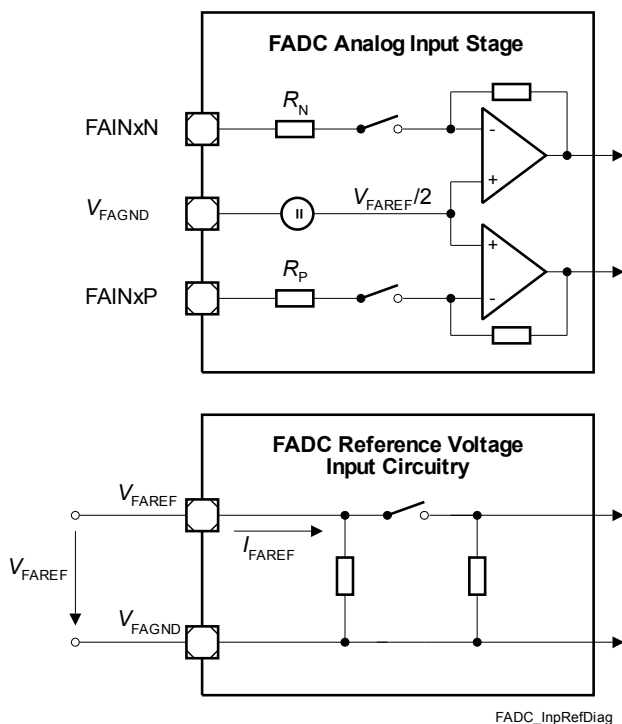 FADC Analog Input Stage
FAINxN
R_N
-
+
V_FAGND
=
V_FAREF/2
+
FAINxP
R_P
-
FADC Reference Voltage
Input Circuitry
V_FAREF
I_FAREF
V_FAREF
V_FAGND
FADC_InpRefDiag